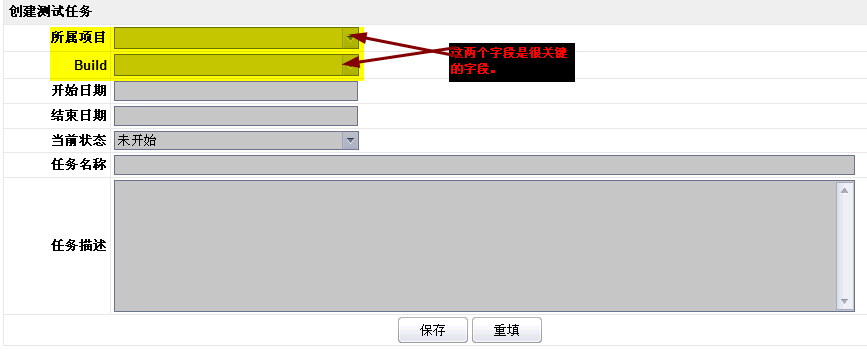 创建测试任务
所属项目
这两个字段是很关键
的字段。
Build
开始日期
结束日期
当前状态 未开始
任务名称
任务描述
保存 重填